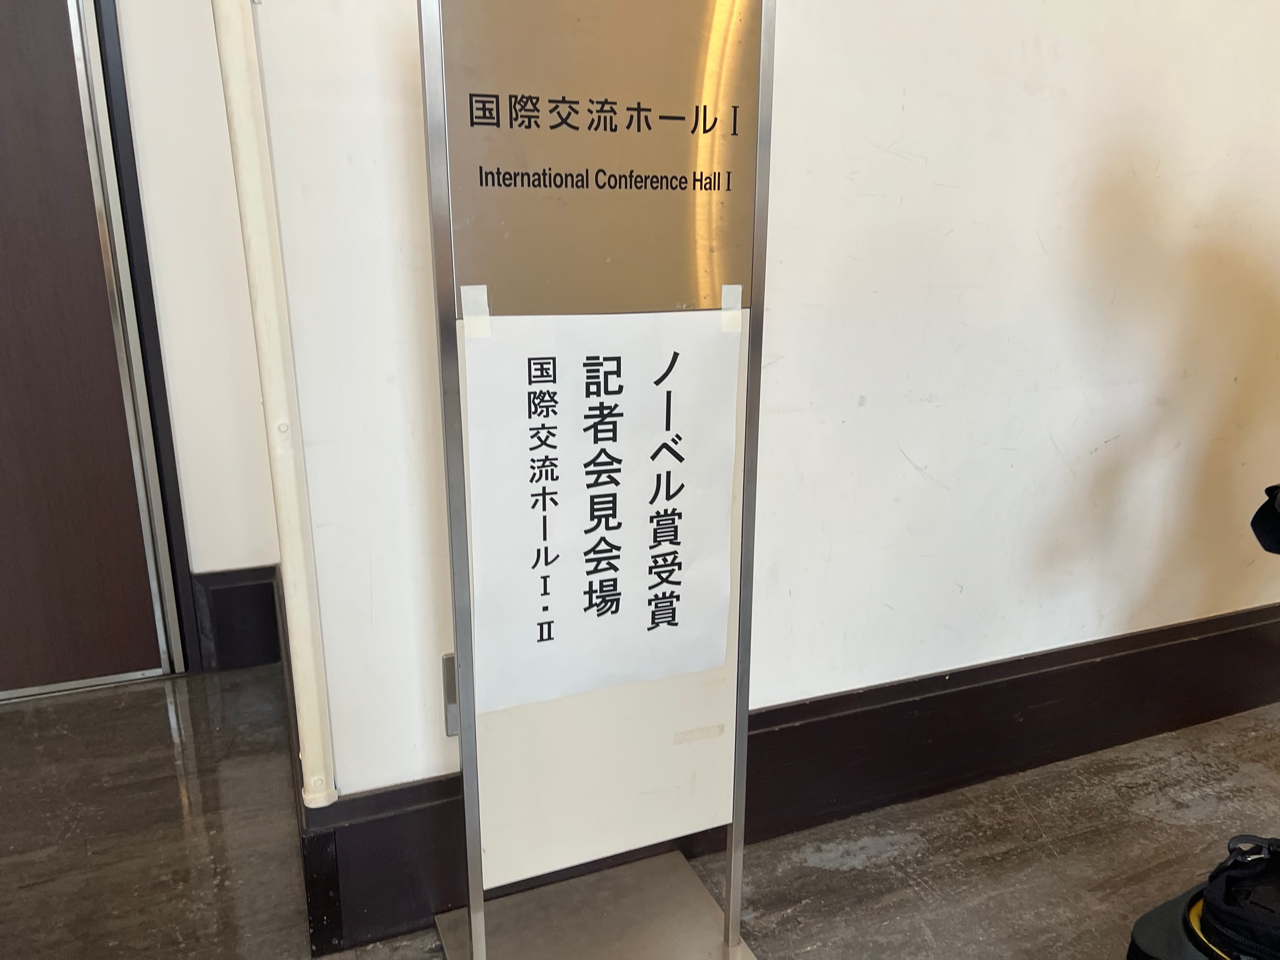 国際交流ホールⅠ
International Conference Hall Ⅰ
ノーベル賞受賞
記者会見会場
国際交流ホールⅠ・Ⅱ